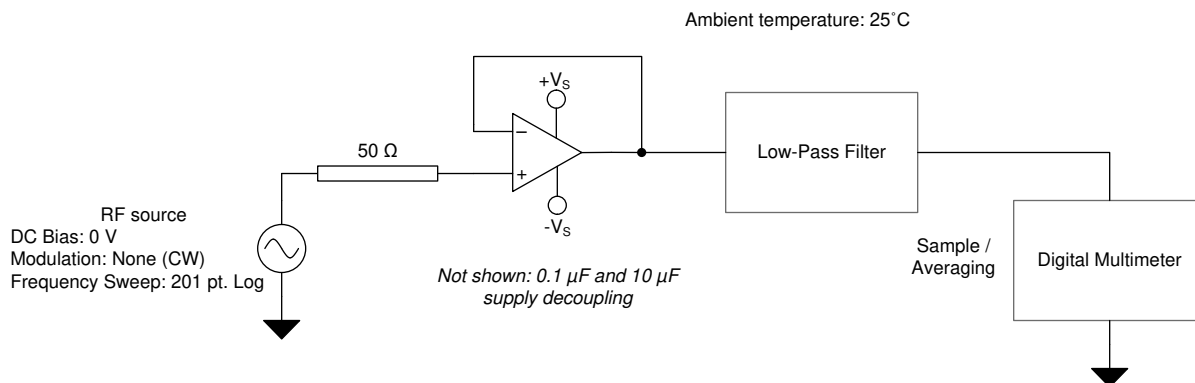 Ambient temperature: 25˚C
+VS
−
50 Ω
Low-Pass Filter
+
RF source
-VS
DC Bias: 0 V
Modulation: None (CW)
Frequency Sweep: 201 pt. Log
Not shown: 0.1 µF and 10 µF
supply decoupling
Sample /
Averaging
Digital Multimeter